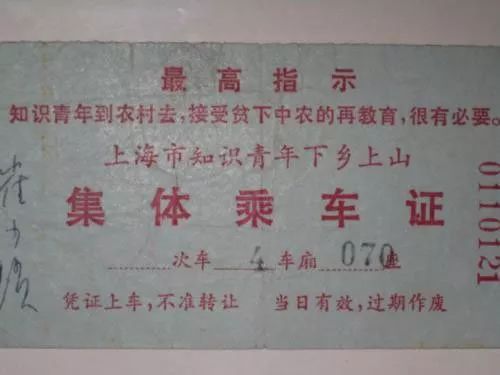 最高指示
知识青年到农村去，接受贫下中农的再教育，很有必要。
上海市知识青年下乡上山
集体乘车证
次车 4 车厢 070 座
凭证上车，不准转让 当日有效，过期作废
0110121